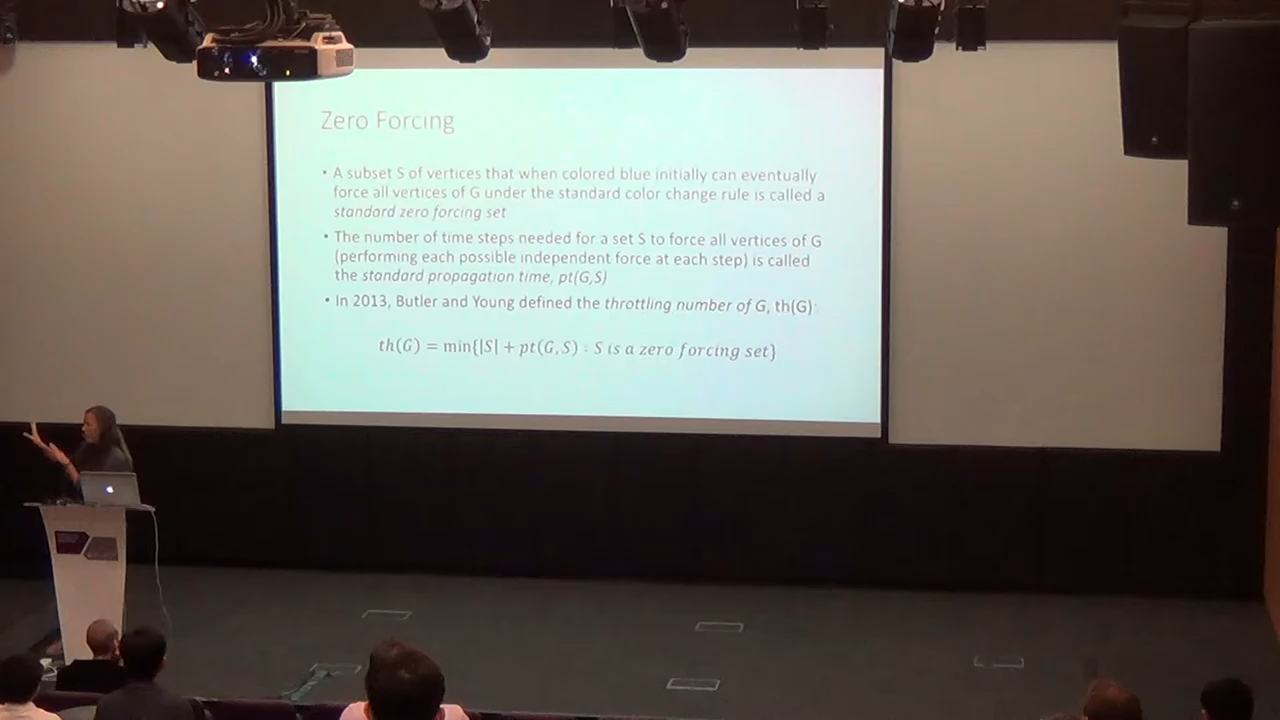 Zero Forcing
• A subset S of vertices that when colored blue initially can eventually
force all vertices of G under the standard color change rule is called a
standard zero forcing set
• The number of time steps needed for a set S to force all vertices of G
(performing each possible independent force at each step) is called
the standard propagation time, pt(G,S)
• In 2013, Butler and Young defined the throttling number of G, th(G):
th(G) = min{|S| + pt(G,S) : S is a zero forcing set}